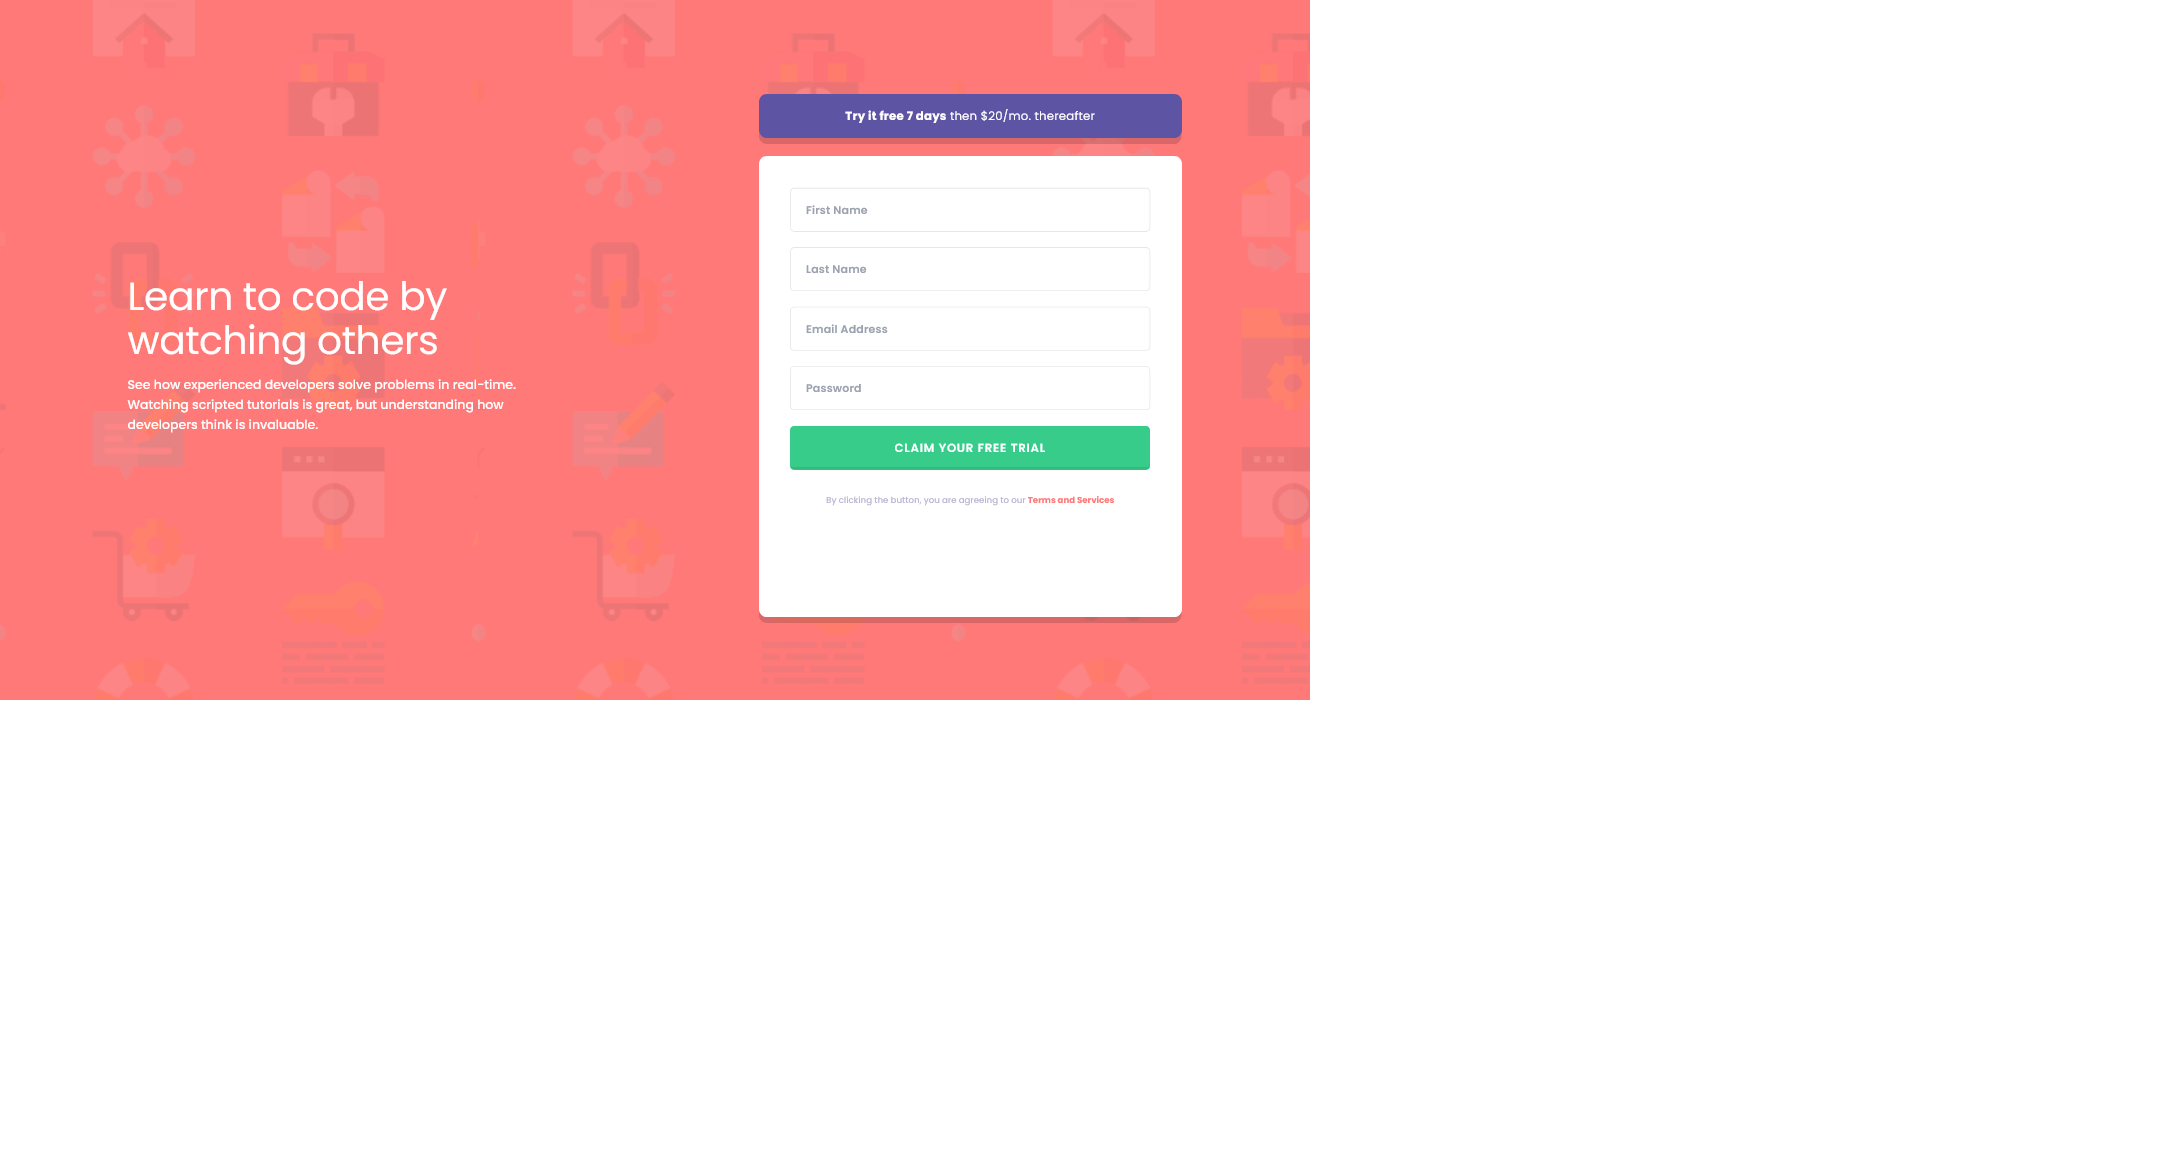 Learn to code by
watching others
See how experienced developers solve problems in real-time.
Watching scripted tutorials is great, but understanding how
developers think is invaluable.
Try it free 7 days then $20/mo. thereafter
First Name
Last Name
Email Address
Password
CLAIM YOUR FREE TRIAL
By clicking the button, you are agreeing to our Terms and Services